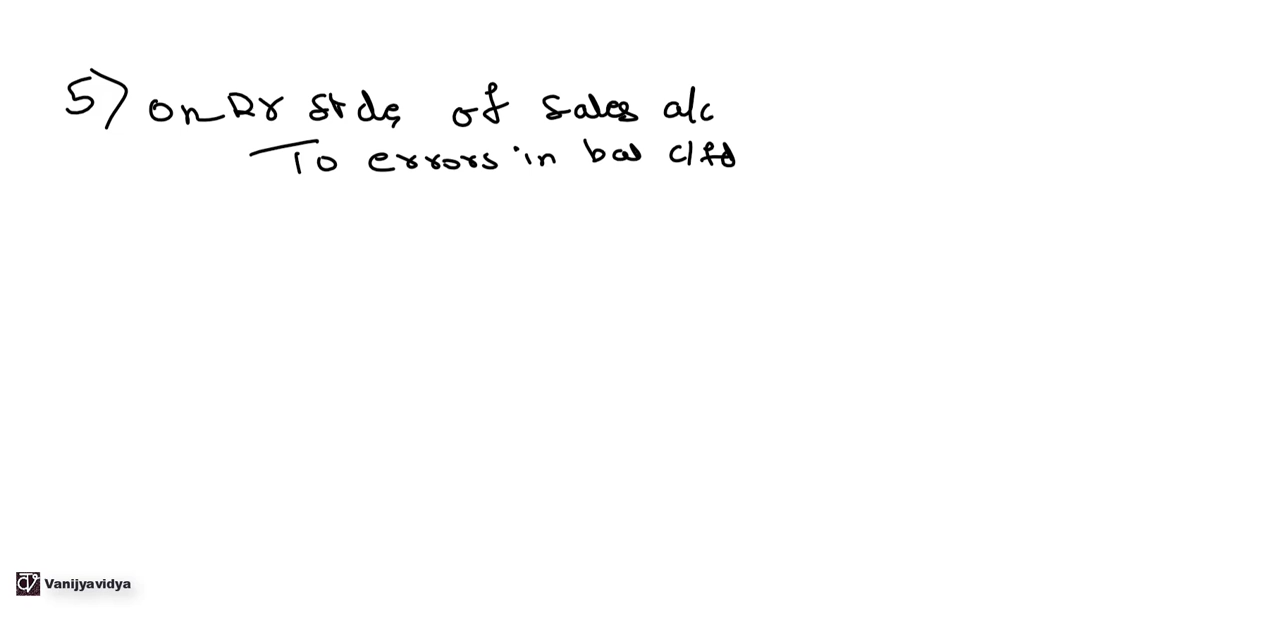 5) on Dr side of sales a/c
To errors in bal c/fd
Vanijyavidya